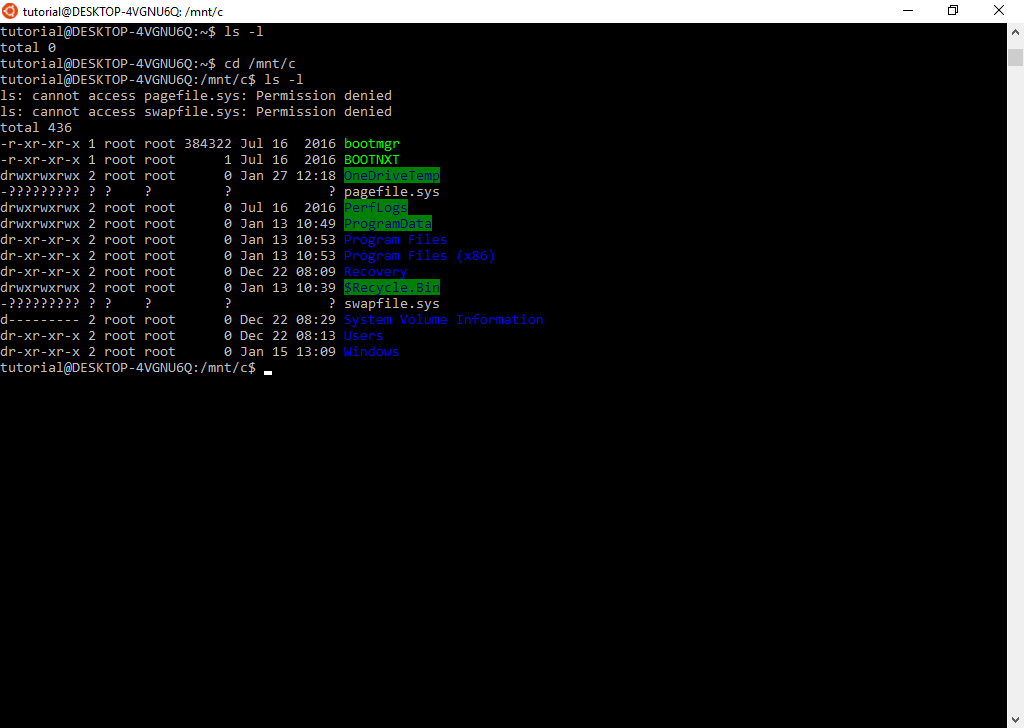 tutorial@DESKTOP-4VGNU6Q: /mnt/c
tutorial@DESKTOP-4VGNU6Q:~$ ls -l
total 0
tutorial@DESKTOP-4VGNU6Q:~$ cd /mnt/c
tutorial@DESKTOP-4VGNU6Q:/mnt/c$ ls -l
ls: cannot access pagefile.sys: Permission denied
ls: cannot access swapfile.sys: Permission denied
total 436
-r-xr-xr-x 1 root root 384322 Jul 16  2016 bootmgr
-r-xr-xr-x 1 root root      1 Jul 16  2016 BOOTNXT
drwxrwxrwx 2 root root      0 Jan 27 12:18 OneDriveTemp
-????????? ? ?    ?         ?            ? pagefile.sys
drwxrwxrwx 2 root root      0 Jul 16  2016 PerfLogs
drwxrwxrwx 2 root root      0 Jan 13 10:49 ProgramData
dr-xr-xr-x 2 root root      0 Jan 13 10:53 Program Files
dr-xr-xr-x 2 root root      0 Jan 13 10:53 Program Files (x86)
dr-xr-xr-x 2 root root      0 Dec 22 08:09 Recovery
drwxrwxrwx 2 root root      0 Jan 13 10:39 $Recycle.Bin
-????????? ? ?    ?         ?            ? swapfile.sys
d--------- 2 root root      0 Dec 22 08:29 System Volume Information
dr-xr-xr-x 2 root root      0 Dec 22 08:13 Users
dr-xr-xr-x 2 root root      0 Jan 15 13:09 Windows
tutorial@DESKTOP-4VGNU6Q:/mnt/c$